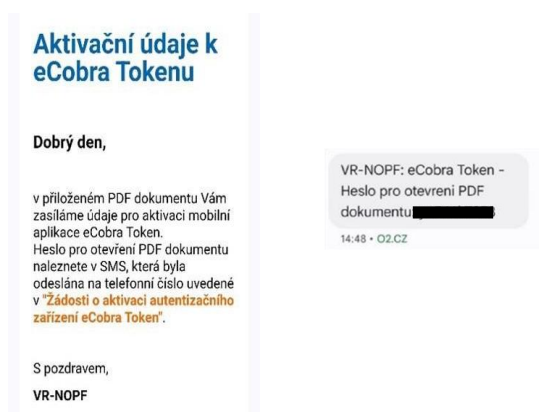 Aktivační údaje k
eCobra Tokenu
Dobrý den,
v přiloženém PDF dokumentu Vám
zasíláme údaje pro aktivaci mobilní
aplikace eCobra Token.
Heslo pro otevření PDF dokumentu
naleznete v SMS, která byla
odeslána na telefonní číslo uvedené
v "Žádosti o aktivaci autentizačního
zařízení eCobra Token".
S pozdravem,
VR-NOPF
VR-NOPF: eCobra Token -
Heslo pro otevreni PDF
dokumentu
14:48 • O2.CZ